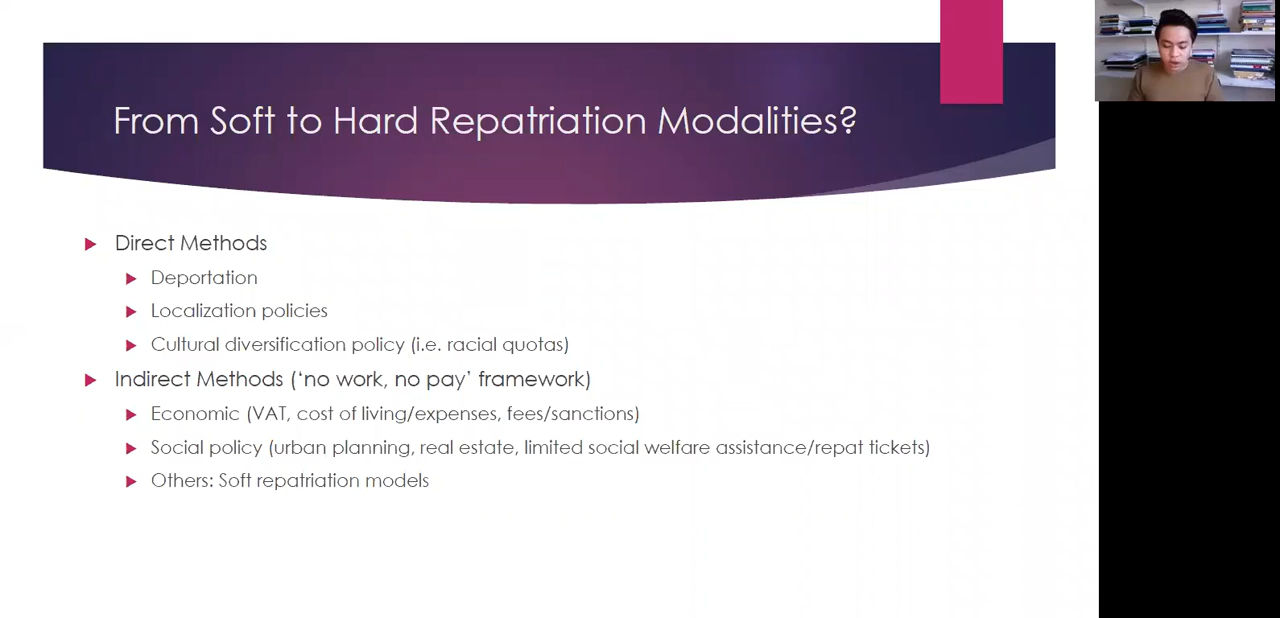 From Soft to Hard Repatriation Modalities?
Direct Methods
Deportation
Localization policies
Cultural diversification policy (i.e. racial quotas)
Indirect Methods (‘no work, no pay’ framework)
Economic (VAT, cost of living/expenses, fees/sanctions)
Social policy (urban planning, real estate, limited social welfare assistance/repat tickets)
Others: Soft repatriation models